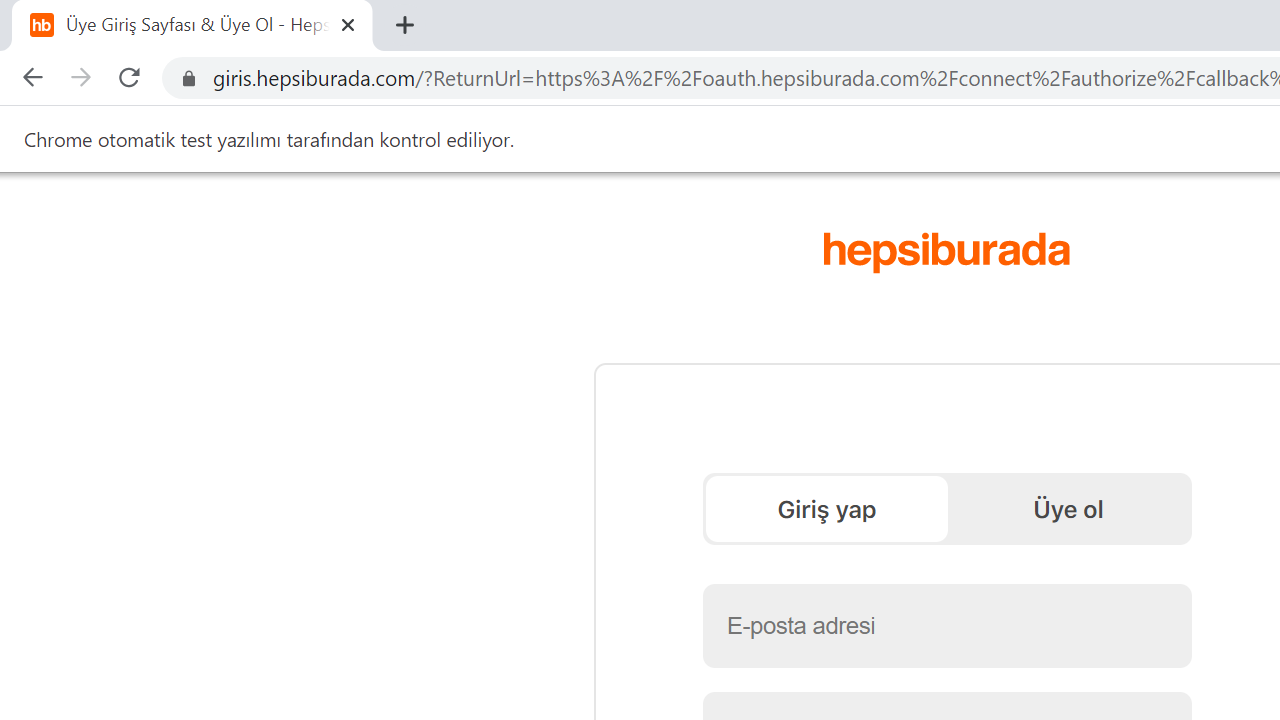 hb Üye Giriş Sayfası & Üye Ol - Heps
giris.hepsiburada.com/?ReturnUrl=https%3A%2F%2Foauth.hepsiburada.com%2Fconnect%2Fauthorize%2Fcallback%
Chrome otomatik test yazılımı tarafından kontrol ediliyor.
hepsiburada
Giriş yap Üye ol
E-posta adresi